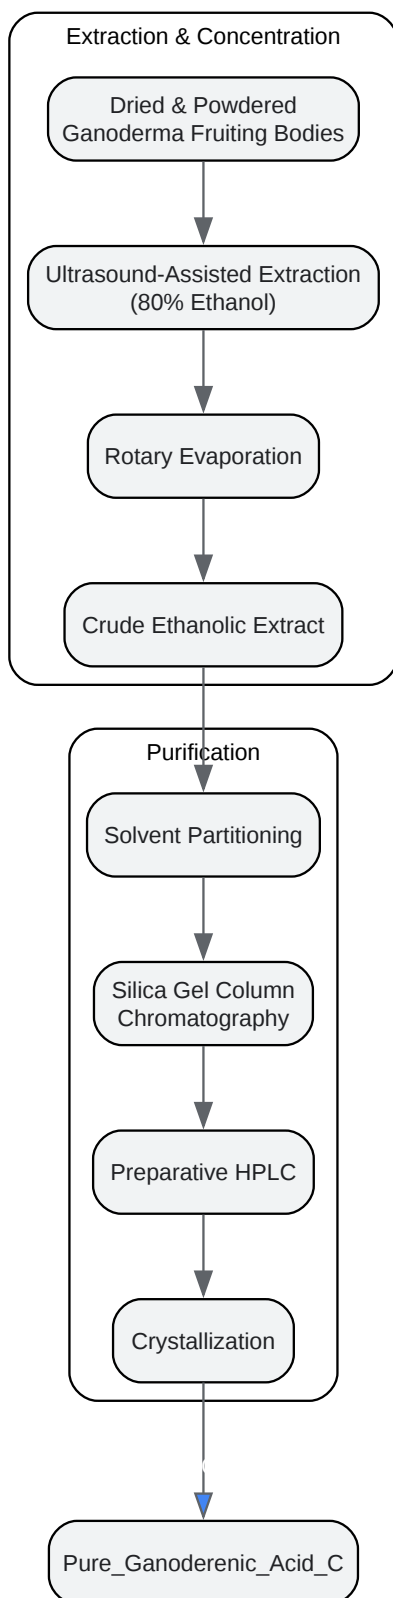 Extraction & Concentration
Dried & Powdered
Ganoderma Fruiting Bodies
Ultrasound-Assisted Extraction
(80% Ethanol)
Rotary Evaporation
Crude Ethanolic Extract
Purification
Solvent Partitioning
Silica Gel Column
Chromatography
Preparative HPLC
Crystallization
Pure_Ganoderenic_Acid_C